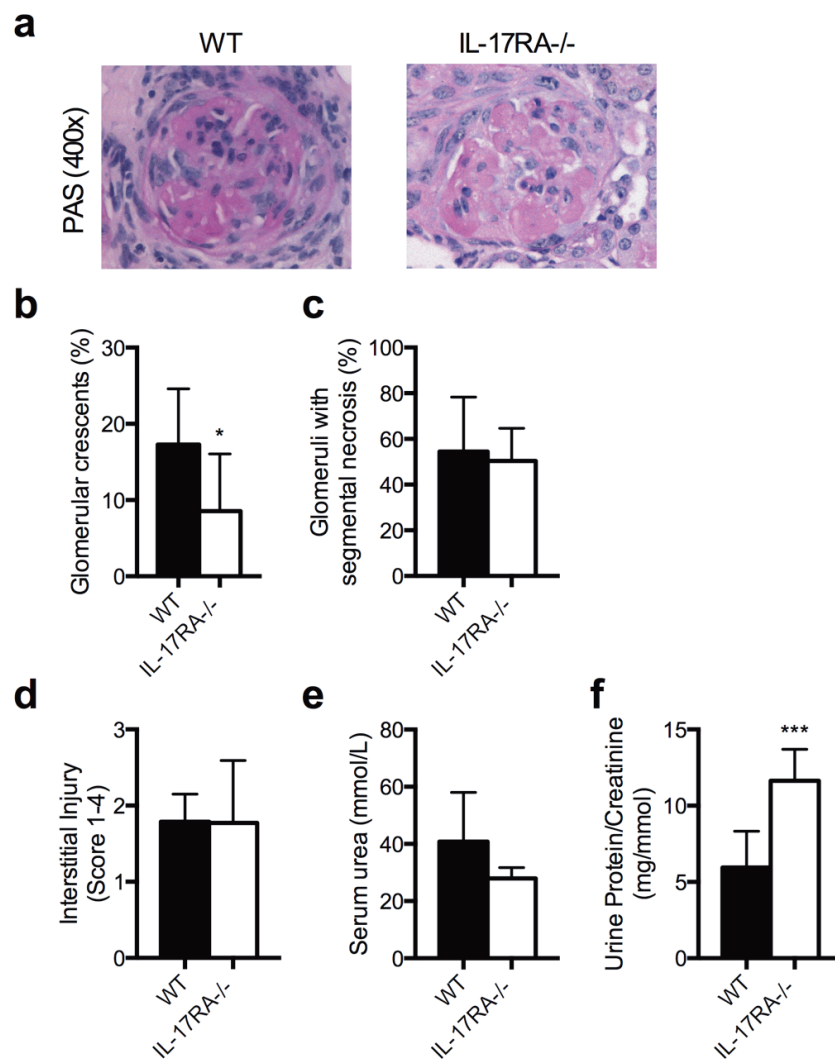 a
WT
IL-17RA-/-
PAS (400x)
b
Glomerular crescents (%)
30
20
10
0
*
WT
IL-17RA-/-
c
Glomeruli with
segmental necrosis (%)
100
80
60
40
20
0
WT
IL-17RA-/-
d
Interstitial Injury
(Score 1-4)
3
2
1
0
WT
IL-17RA-/-
e
Serum urea (mmol/L)
80
60
40
20
0
WT
IL-17RA-/-
f
Urine Protein/Creatinine
(mg/mmol)
15
10
5
0
***
WT
IL-17RA-/-